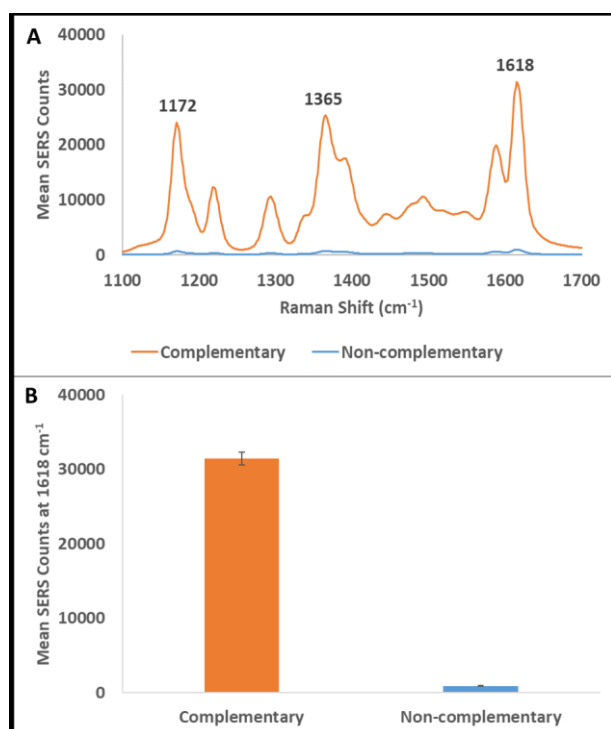 A
40000
30000
20000
10000
0
Mean SERS Counts
1172
1365
1618
1100 1200 1300 1400 1500 1600 1700
Raman Shift (cm⁻¹)
Complementary Non-complementary
B
40000
30000
20000
10000
0
Mean SERS Counts at 1618 cm⁻¹
Complementary Non-complementary